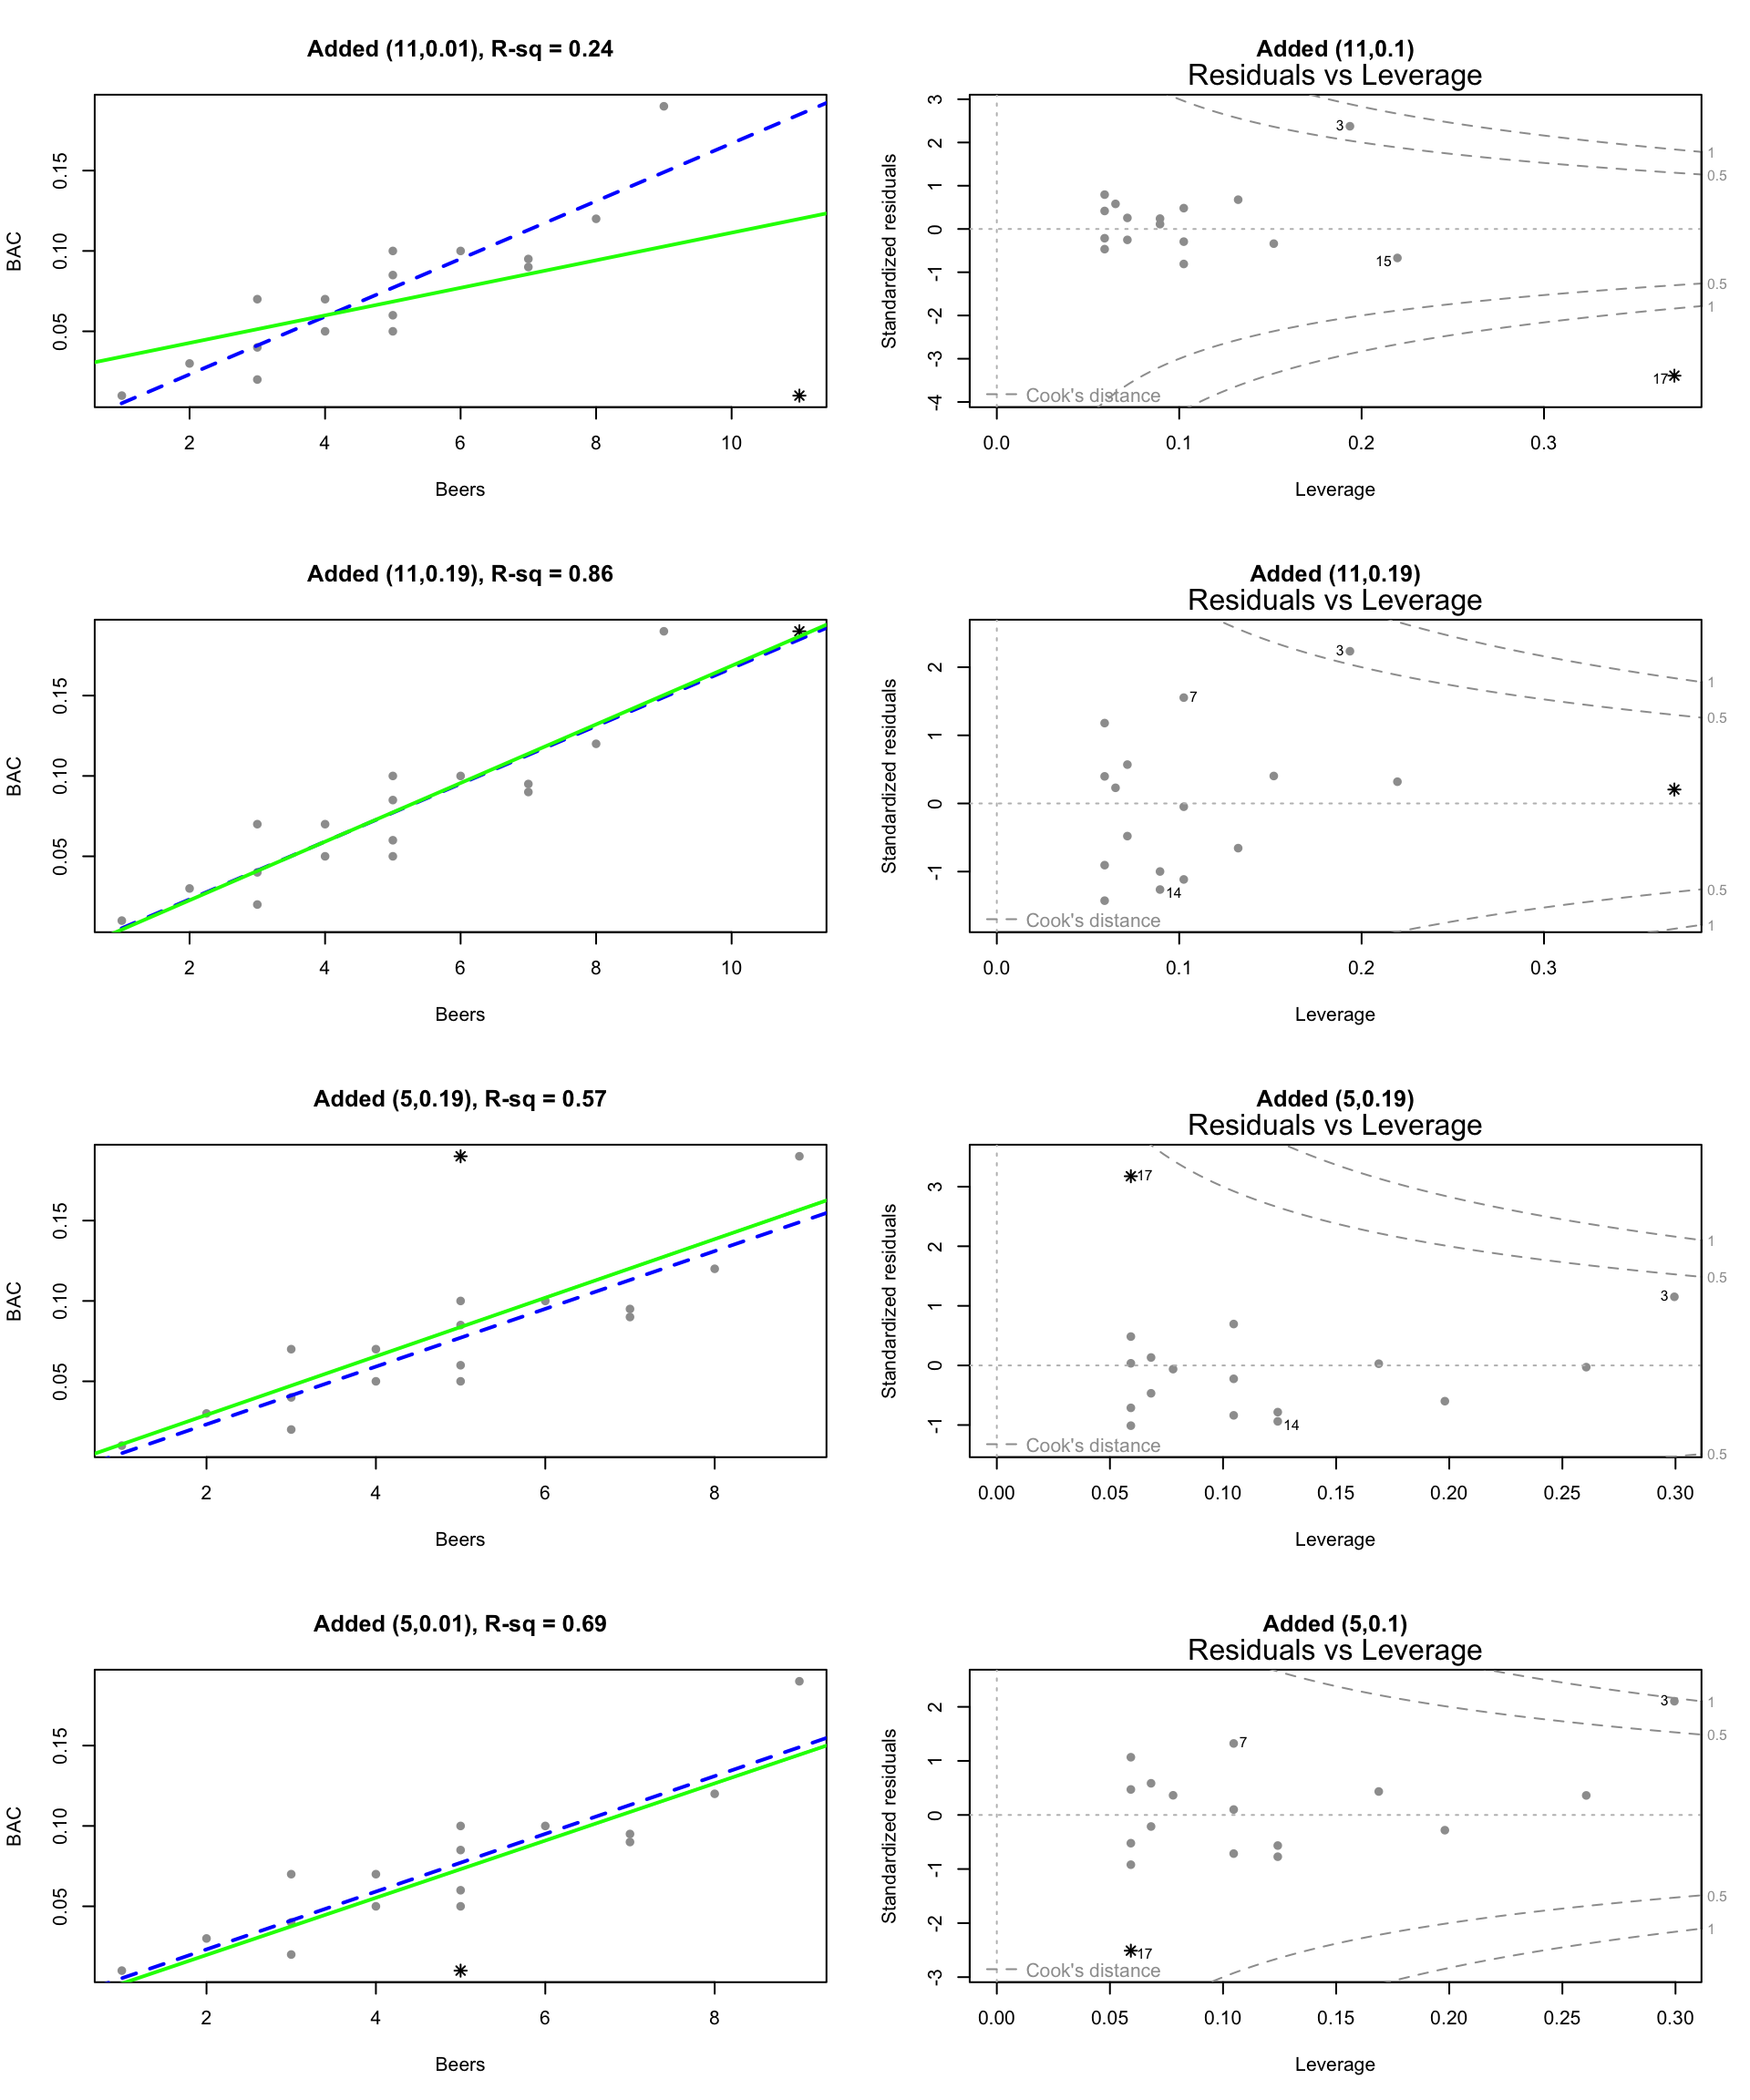 Added (11,0.01), R-sq = 0.24
BAC
0.05 0.10 0.15
2 4 6 8 10
Beers
Added (11,0.1)
Residuals vs Leverage
Standardized residuals
-4 -3 -2 -1 0 1 2 3
3
15
17
1
0.5
0.5
1
Cook's distance
0.0 0.1 0.2 0.3
Leverage
Added (11,0.19), R-sq = 0.86
BAC
0.05 0.10 0.15
2 4 6 8 10
Beers
Added (11,0.19)
Residuals vs Leverage
Standardized residuals
-1 0 1 2
3
7
14
1
0.5
0.5
1
Cook's distance
0.0 0.1 0.2 0.3
Leverage
Added (5,0.19), R-sq = 0.57
BAC
0.05 0.10 0.15
2 4 6 8
Beers
Added (5,0.19)
Residuals vs Leverage
Standardized residuals
-1 0 1 2 3
17
3
14
1
0.5
0.5
Cook's distance
0.00 0.05 0.10 0.15 0.20 0.25 0.30
Leverage
Added (5,0.01), R-sq = 0.69
BAC
0.05 0.10 0.15
2 4 6 8
Beers
Added (5,0.1)
Residuals vs Leverage
Standardized residuals
-3 -2 -1 0 1 2
3
7
17
1
0.5
0.5
1
Cook's distance
0.00 0.05 0.10 0.15 0.20 0.25 0.30
Leverage